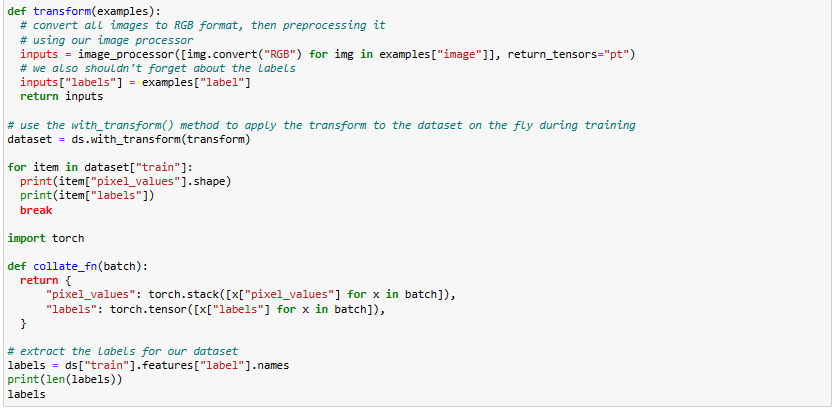 def transform(examples):
# convert all images to RGB format, then preprocessing it
# using our image processor
inputs = image_processor([img.convert("RGB") for img in examples["image"]], return_tensors="pt")
# we also shouldn't forget about the labels
inputs["labels"] = examples["label"]
return inputs
# use the with_transform() method to apply the transform to the dataset on the fly during training
dataset = ds.with_transform(transform)
for item in dataset["train"]:
print(item["pixel_values"].shape)
print(item["labels"])
break
import torch
def collate_fn(batch):
return {
"pixel_values": torch.stack([x["pixel_values"] for x in batch]),
"labels": torch.tensor([x["labels"] for x in batch]),
}
# extract the labels for our dataset
labels = ds["train"].features["label"].names
print(len(labels))
labels